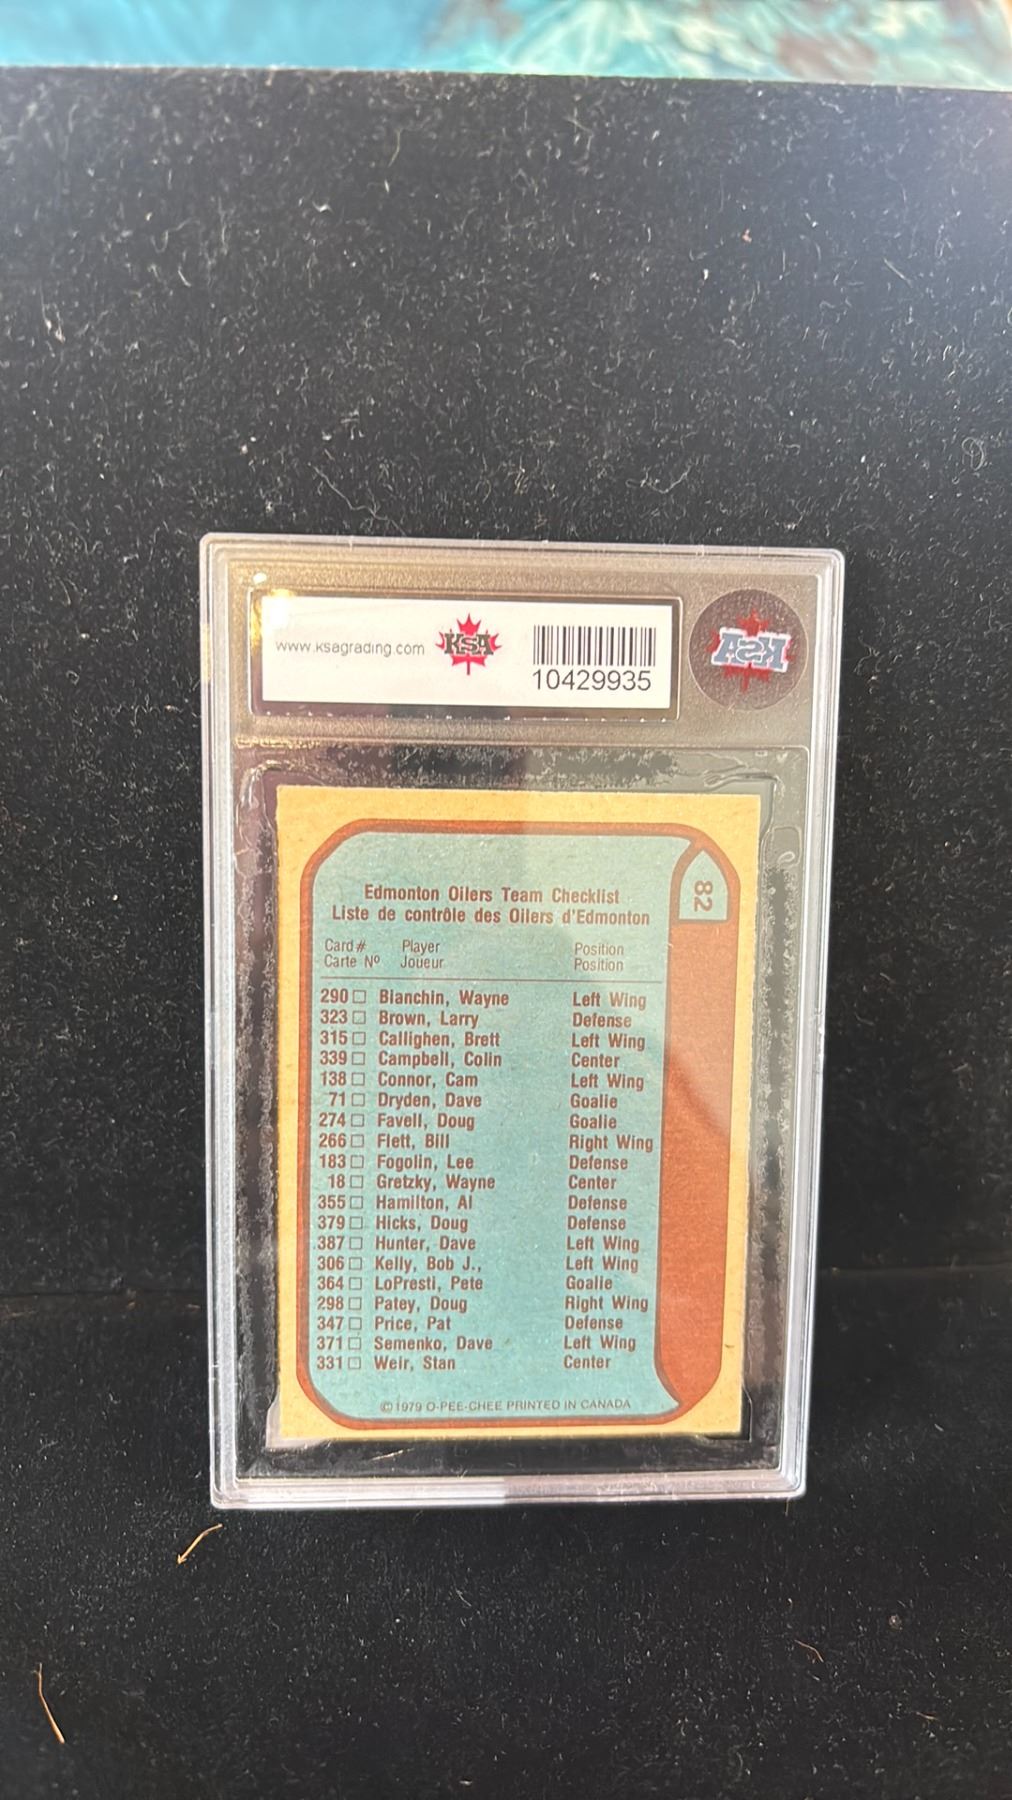 www.ksagrading.com KSA
10429935
KSA
82
Edmonton Oilers Team Checklist
Liste de contrôle des Oilers d'Edmonton
Card # Player Position
Carte Nº Joueur Position
290 □ Bianchin, Wayne Left Wing
323 □ Brown, Larry Defense
315 □ Callighen, Brett Left Wing
339 □ Campbell, Colin Center
138 □ Connor, Cam Left Wing
71 □ Dryden, Dave Goalie
274 □ Favell, Doug Goalie
266 □ Flett, Bill Right Wing
183 □ Fogolin, Lee Defense
18 □ Gretzky, Wayne Center
355 □ Hamilton, Al Defense
379 □ Hicks, Doug Defense
387 □ Hunter, Dave Left Wing
306 □ Kelly, Bob J., Left Wing
364 □ LoPresti, Pete Goalie
298 □ Patey, Doug Right Wing
347 □ Price, Pat Defense
371 □ Semenko, Dave Left Wing
331 □ Weir, Stan Center
© 1979 O-PEE-CHEE PRINTED IN CANADA